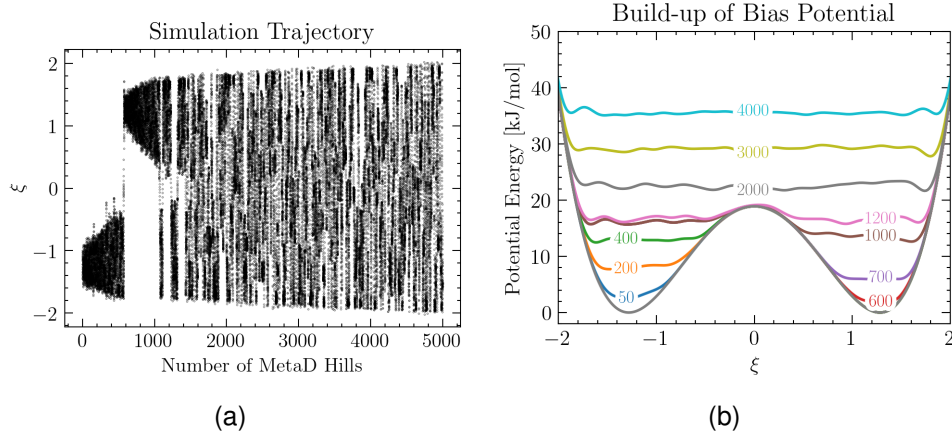 Simulation Trajectory
2
1
0
−1
−2
ξ
0 1000 2000 3000 4000 5000
Number of MetaD Hills
(a)
Build-up of Bias Potential
50
40
30
20
10
0
Potential Energy [kJ/mol]
4000
3000
2000
1200
1000
400
200
700
50
600
−2 −1 0 1 2
ξ
(b)